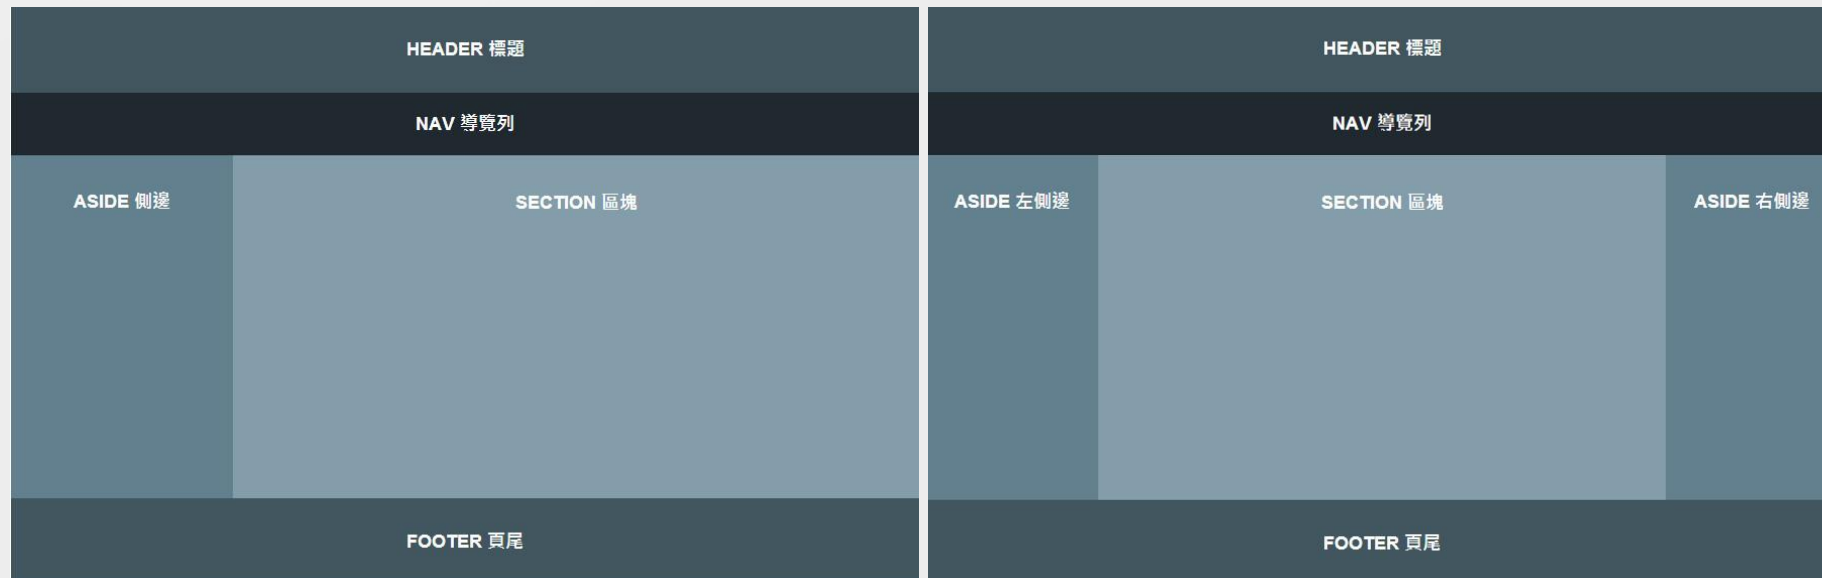 HEADER 標題
NAV 導覽列
ASIDE 側邊
SECTION 區塊
FOOTER 頁尾
HEADER 標題
NAV 導覽列
ASIDE 左側邊
SECTION 區塊
ASIDE 右側邊
FOOTER 頁尾